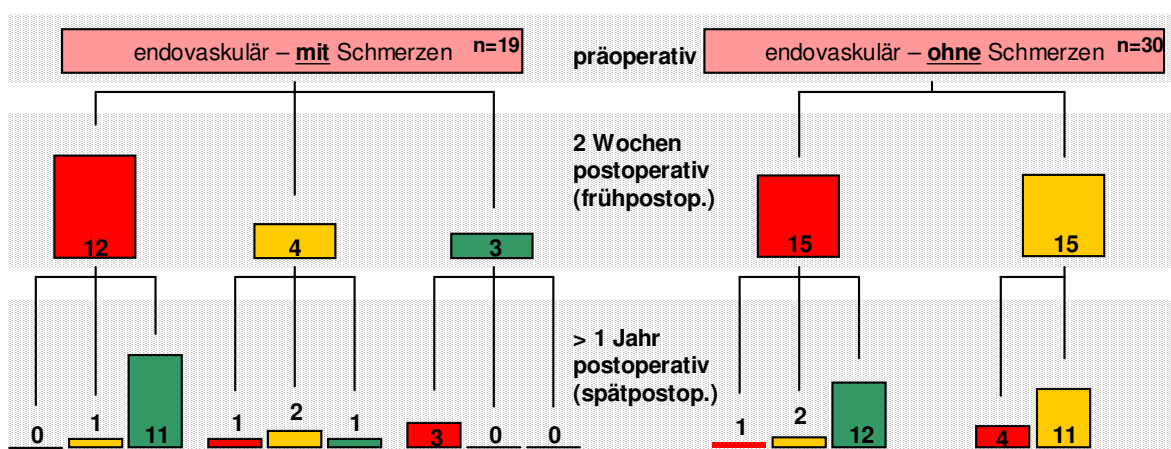 endovaskulär – mit Schmerzen n=19
präoperativ
endovaskulär – ohne Schmerzen n=30
2 Wochen
postoperativ
(frühpostop.)
12 4 3 15 15
> 1 Jahr
postoperativ
(spätpostop.)
0 1 11 1 2 1 3 0 0 1 2 12 4 11